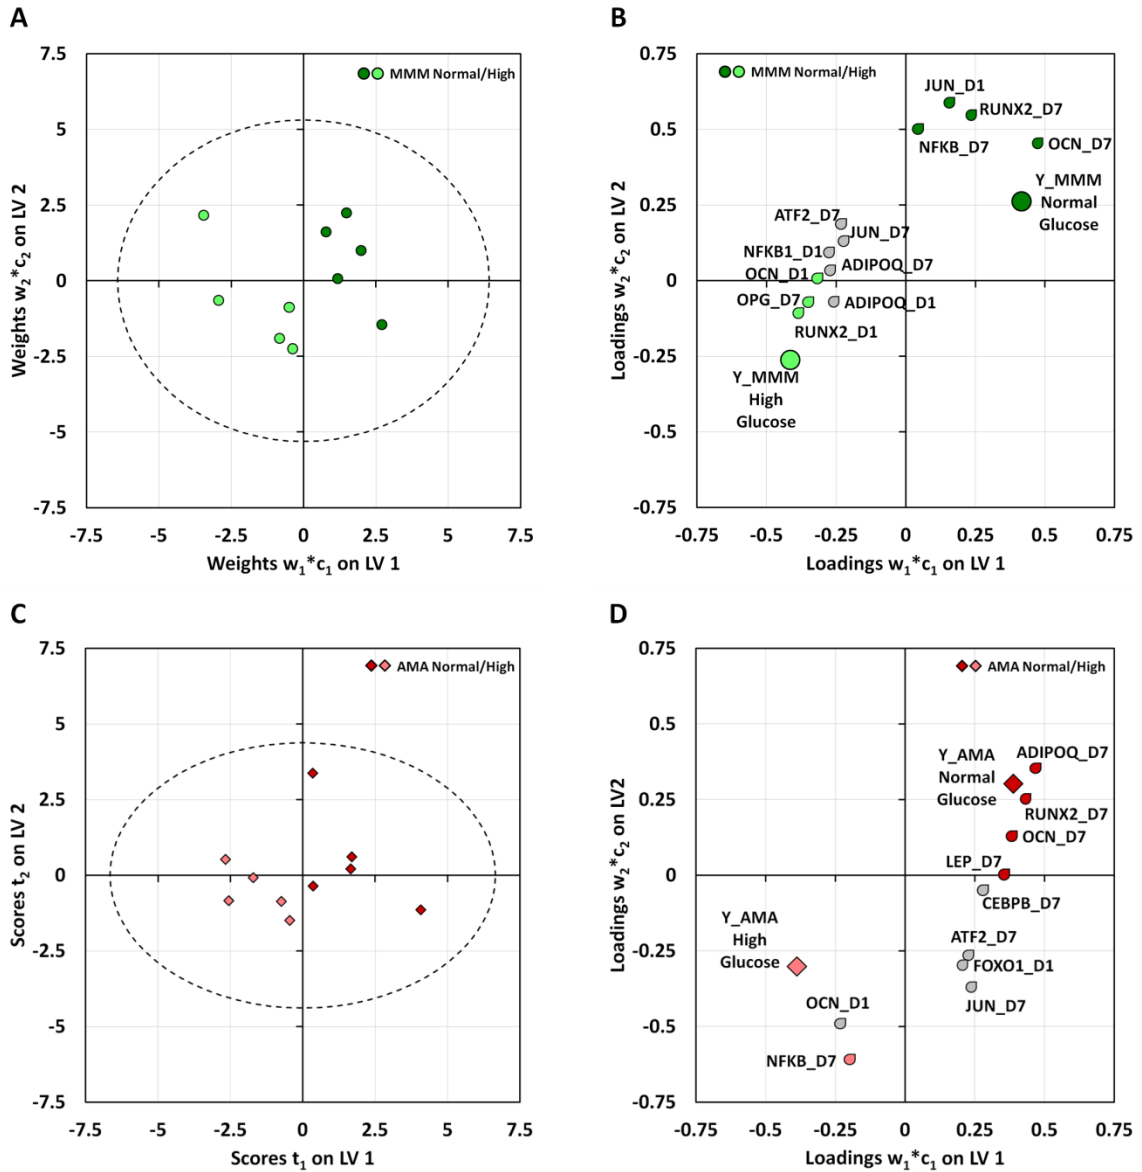 A
7.5
5
2.5
0
-2.5
-5
-7.5
-7.5
-5
-2.5
0
2.5
5
7.5
Weights w2*c2 on LV 2
Weights w1*c1 on LV 1
MMM Normal/High
B
0.75
0.5
0.25
0
-0.25
-0.5
-0.75
-0.75
-0.5
-0.25
0
0.25
0.5
0.75
Loadings w2*c2 on LV 2
Loadings w1*c1 on LV 1
MMM Normal/High
JUN_D1
RUNX2_D7
NFKB_D7
OCN_D7
Y_MMM
Normal
Glucose
ATF2_D7
JUN_D7
NFKB1_D1
ADIPOQ_D7
OCN_D1
OPG_D7
ADIPOQ_D1
RUNX2_D1
Y_MMM
High
Glucose
C
7.5
5
2.5
0
-2.5
-5
-7.5
-7.5
-5
-2.5
0
2.5
5
7.5
Scores t2 on LV 2
Scores t1 on LV 1
AMA Normal/High
D
0.75
0.5
0.25
0
-0.25
-0.5
-0.75
-0.75
-0.5
-0.25
0
0.25
0.5
0.75
Loadings w2*c2 on LV2
Loadings w1*c1 on LV 1
AMA Normal/High
Y_AMA
Normal
Glucose
ADIPOQ_D7
RUNX2_D7
OCN_D7
LEP_D7
CEBPB_D7
Y_AMA
High
Glucose
ATF2_D7
FOXO1_D1
JUN_D7
OCN_D1
NFKB_D7